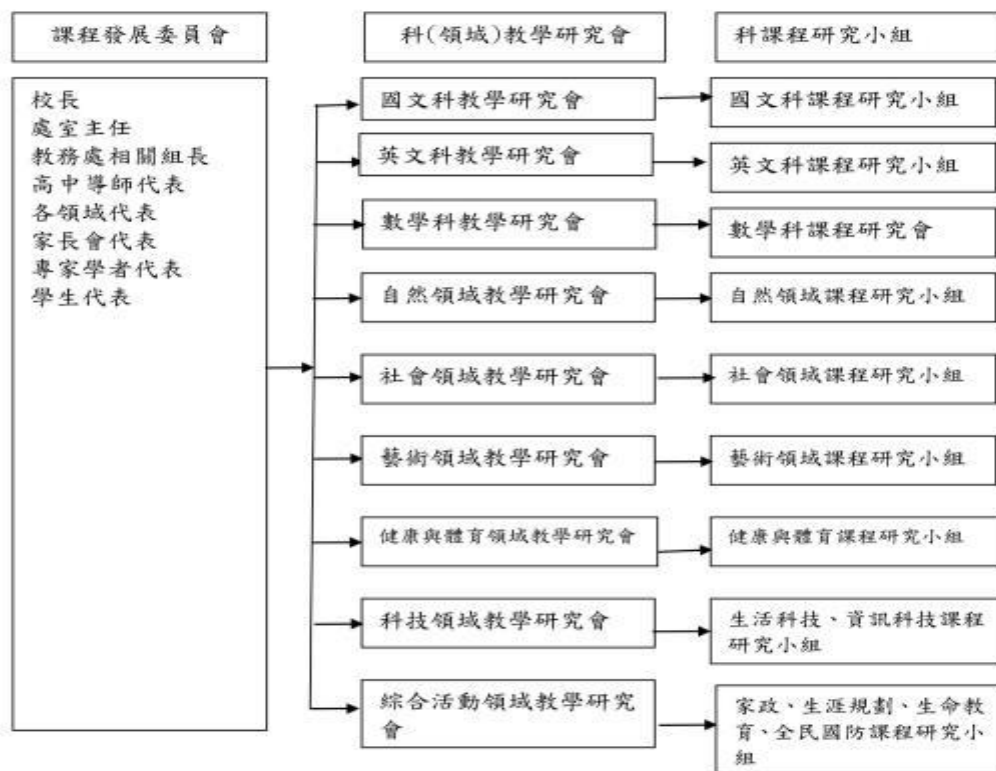 課程發展委員會
科(領域)教學研究會
科課程研究小組
校長
處室主任
教務處相關組長
高中導師代表
各領域代表
家長會代表
專家學者代表
學生代表
國文科教學研究會
國文科課程研究小組
英文科教學研究會
英文科課程研究小組
數學科教學研究會
數學科課程研究會
自然領域教學研究會
自然領域課程研究小組
社會領域教學研究會
社會領域課程研究小組
藝術領域教學研究會
藝術領域課程研究小組
健康與體育領域教學研究會
健康與體育課程研究小組
科技領域教學研究會
生活科技、資訊科技課程
研究小組
綜合活動領域教學研究
會
家政、生涯規劃、生命教
育、全民國防課程研究小
組